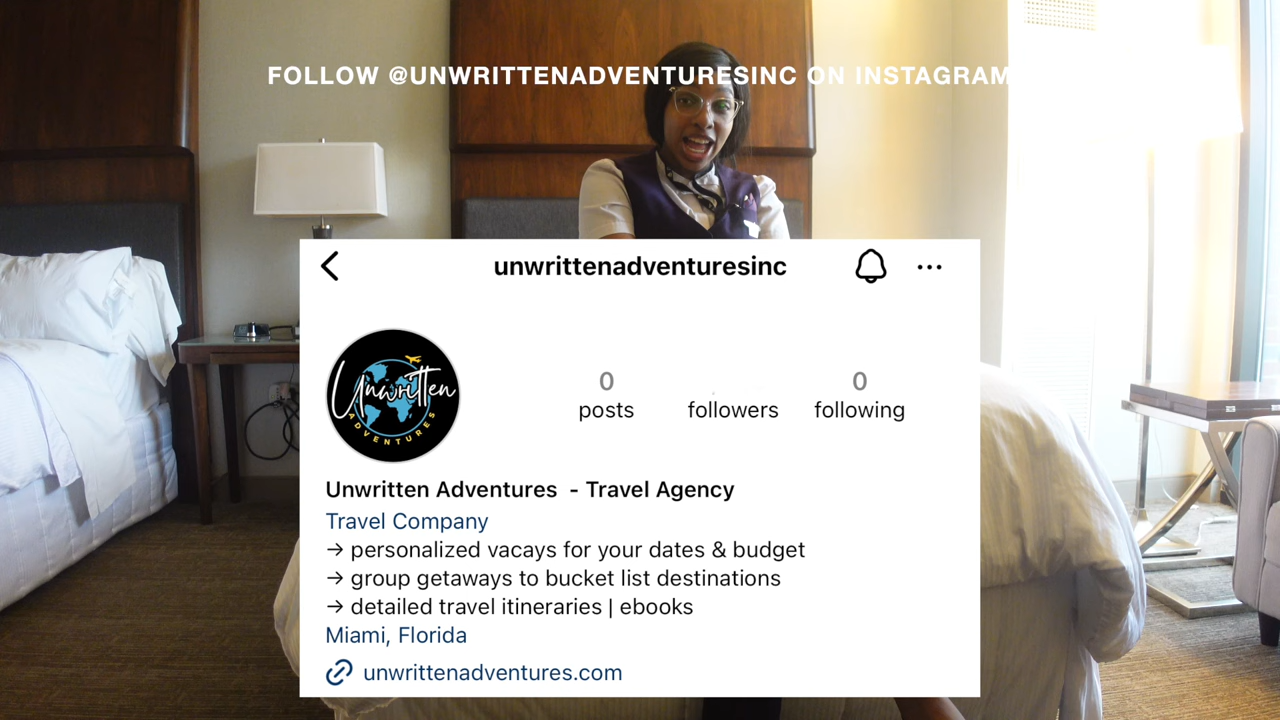 FOLLOW @UNWRITTENADVENTURESINC ON INSTAGRAM
unwrittenadventuresinc
Unwritten
ADVENTURES
0 0
posts followers following
Unwritten Adventures - Travel Agency
Travel Company
→ personalized vacays for your dates & budget
→ group getaways to bucket list destinations
→ detailed travel itineraries | ebooks
Miami, Florida
unwrittenadventures.com